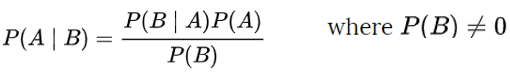 P(A | B) = P(B | A)P(A) / P(B) where P(B) ≠ 0